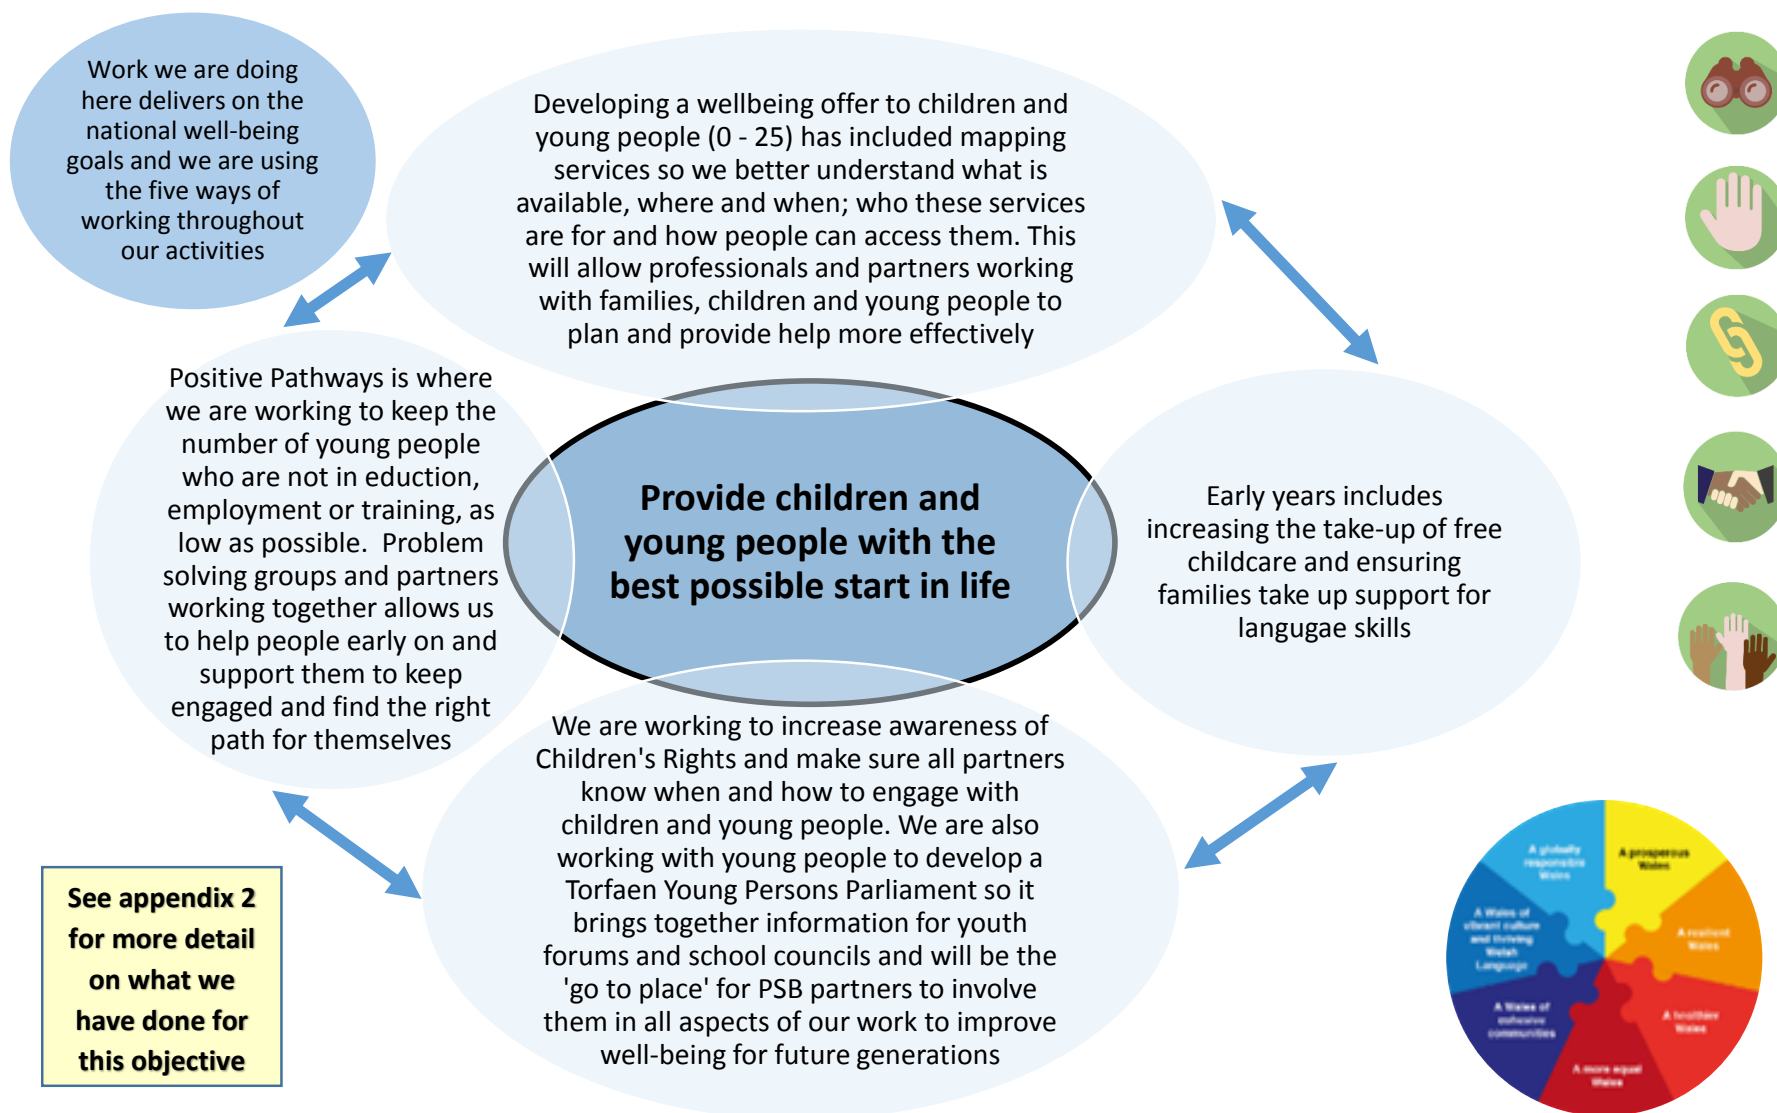 Work we are doing
here delivers on the
national well-being
goals and we are using
the five ways of
working throughout
our activities
Developing a wellbeing offer to children and
young people (0 - 25) has included mapping
services so we better understand what is
available, where and when; who these services
are for and how people can access them. This
will allow professionals and partners working
with families, children and young people to
plan and provide help more effectively
Positive Pathways is where
we are working to keep the
number of young people
who are not in eduction,
employment or training, as
low as possible.  Problem
solving groups and partners
working together allows us
to help people early on and
support them to keep
engaged and find the right
path for themselves
Provide children and
young people with the
best possible start in life
Early years includes
increasing the take-up of free
childcare and ensuring
families take up support for
langugae skills
We are working to increase awareness of
Children's Rights and make sure all partners
know when and how to engage with
children and young people. We are also
working with young people to develop a
Torfaen Young Persons Parliament so it
brings together information for youth
forums and school councils and will be the
'go to place' for PSB partners to involve
them in all aspects of our work to improve
well-being for future generations
See appendix 2
for more detail
on what we
have done for
this objective
A globally
responsible
Wales
A prosperous
Wales
A resilient
Wales
A healthier
Wales
A more equal
Wales
A Wales of
cohesive
communities
A Wales of
vibrant culture
and thriving
Welsh
Language